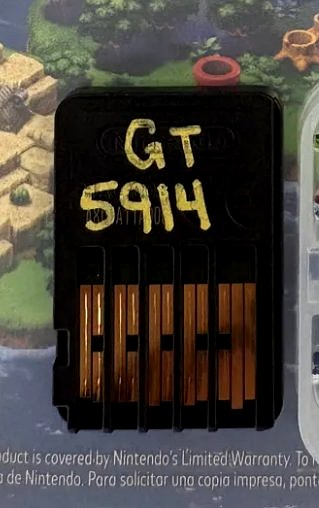 GT
5914
duct is covered by Nintendo's Limited Warranty. To
a de Nintendo. Para solicitar una copia impresa,